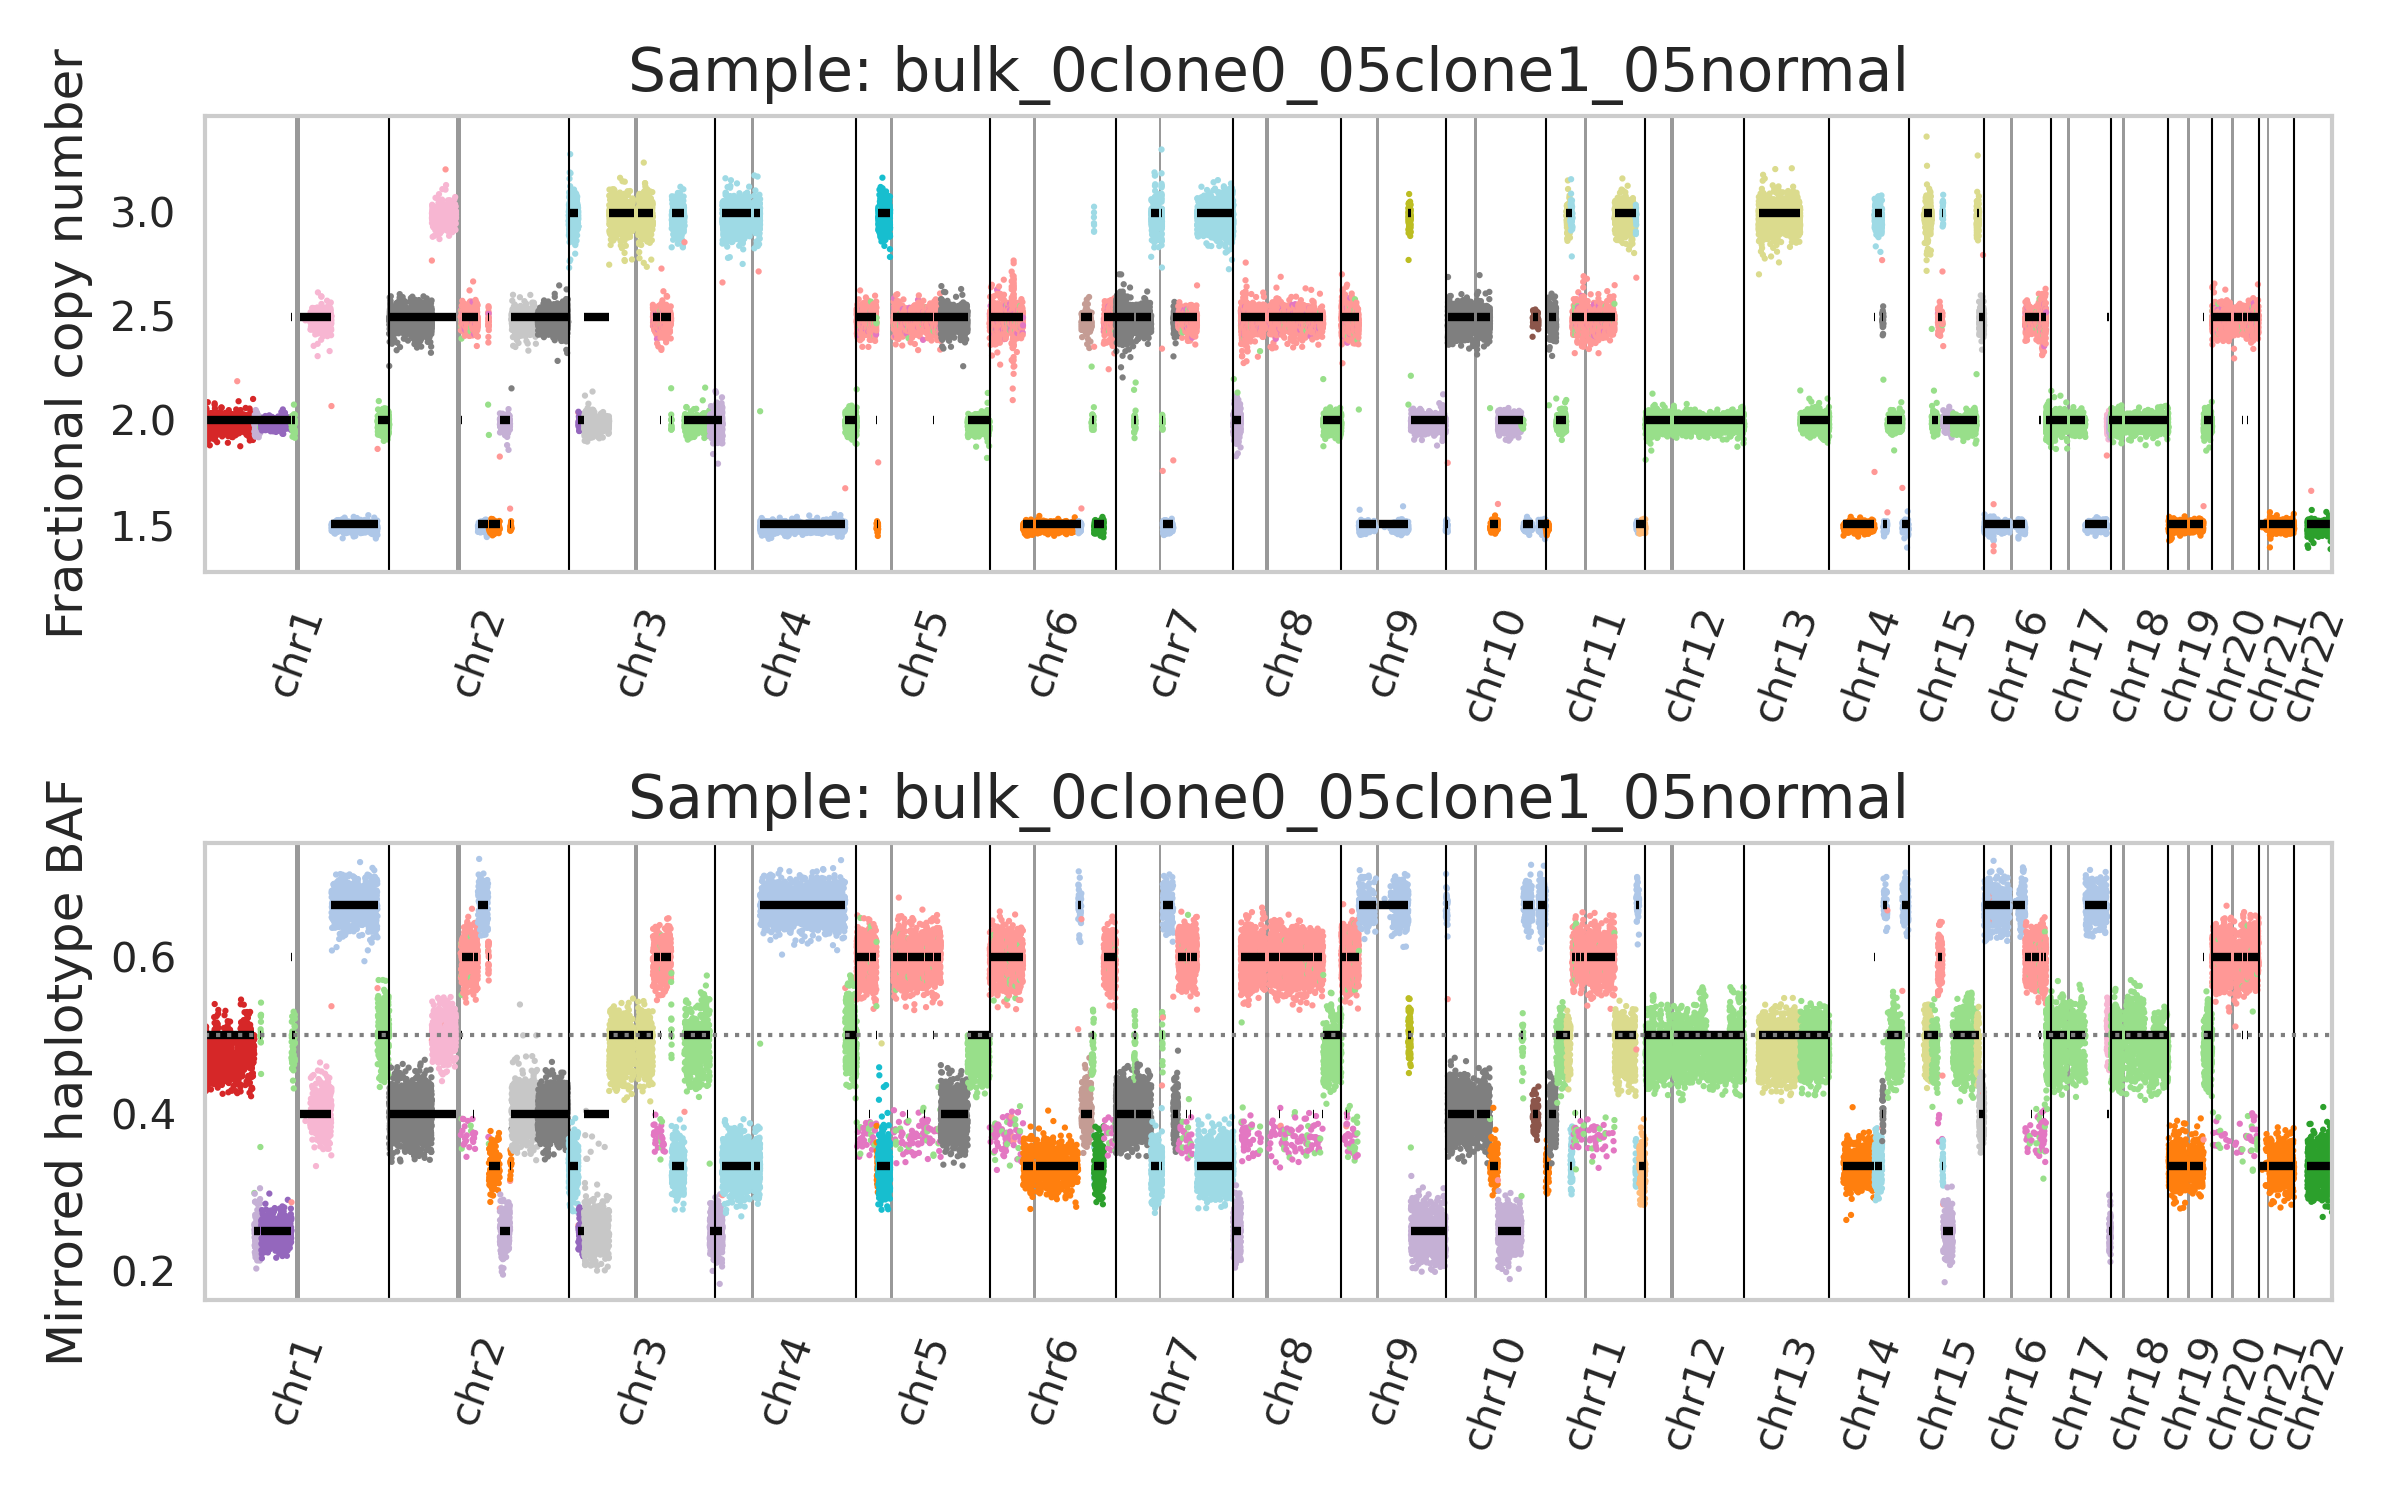 Sample: bulk_0clone0_05clone1_05normal
Fractional copy number
3.0
2.5
2.0
1.5
chr1
chr2
chr3
chr4
chr5
chr6
chr7
chr8
chr9
chr10
chr11
chr12
chr13
chr14
chr15
chr16
chr17
chr18
chr19
chr20
chr21
chr22
Sample: bulk_0clone0_05clone1_05normal
Mirrored haplotype BAF
0.6
0.4
0.2
chr1
chr2
chr3
chr4
chr5
chr6
chr7
chr8
chr9
chr10
chr11
chr12
chr13
chr14
chr15
chr16
chr17
chr18
chr19
chr20
chr21
chr22